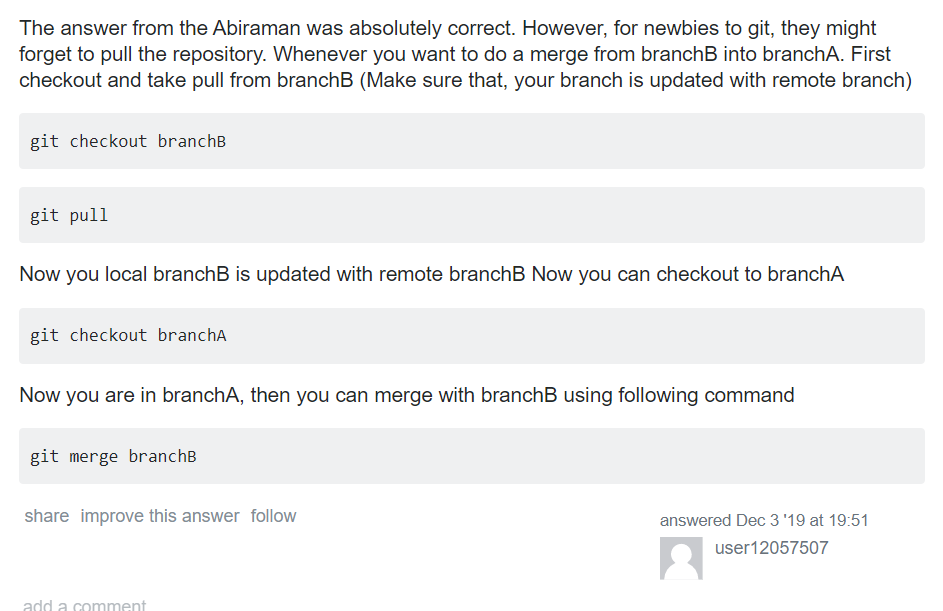 The answer from the Abiraman was absolutely correct. However, for newbies to git, they might
forget to pull the repository. Whenever you want to do a merge from branchB into branchA. First
checkout and take pull from branchB (Make sure that, your branch is updated with remote branch)
git checkout branchB
git pull
Now you local branchB is updated with remote branchB Now you can checkout to branchA
git checkout branchA
Now you are in branchA, then you can merge with branchB using following command
git merge branchB
share improve this answer follow
answered Dec 3 '19 at 19:51
user12057507
add a comment